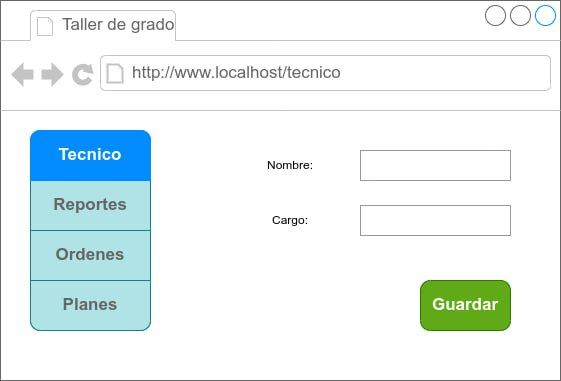 Taller de grado
http://www.localhost/tecnico
Tecnico
Reportes
Ordenes
Planes
Nombre:
Cargo:
Guardar